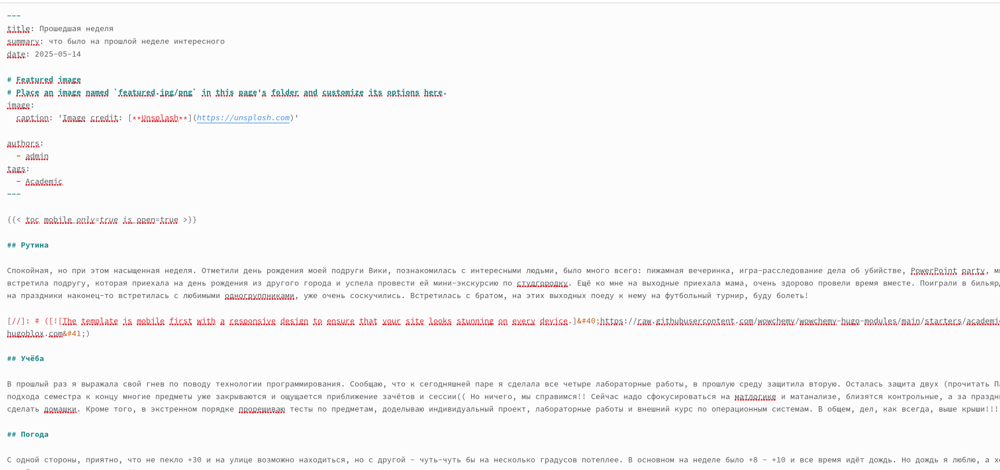 ---
title: Прошедшая неделя
summary: что было на прошлой неделе интересного
date: 2025-05-14
# Featured image
# Place an image named `featured.jpg/png` in this page's folder and customize its options here.
image:
caption: 'Image credit: [**Unsplash**](https://unsplash.com)'
authors:
- admin
tags:
- Academic
---
{{< toc mobile_only=true is_open=true >}}
## Рутина
Спокойная, но при этом насыщенная неделя. Отметили день рождения моей подруги Вики, познакомилась с интересными людьми, было много всего: пижамная вечеринка, игра-расследование дела об убийстве, PowerPoint party,
встретила подругу, которая приехала на день рождения из другого города и успела провести ей мини-экскурсию по студгородку. Ещё ко мне на выходные приехала мама, очень здорово провели время вместе. Поиграли в
на праздники наконец-то встретилась с любимыми одногруппниками, уже очень соскучились. Встретилась с братом, на этих выходных поеду к нему на футбольный турнир, буду болеть!
[//]: # ([![The template is mobile first with a responsive design to ensure that your site looks stunning on every device.]&#40;https://raw.githubusercontent.com/wowchemy/wowchemy-hugo-modules/main/starters/
hugoblox.com&#41;)
## Учёба
В прошлый раз я выражала свой гнев по поводу технологии программирования. Сообщаю, что к сегодняшней паре я сделала все четыре лабораторные работы, в прошлую среду защитила вторую. Осталась защита двух (прочитать
подхода семестра к концу многие предметы уже закрываются и ощущается приближение зачётов и сессии(( Но ничего, мы справимся!! Сейчас надо сфокусироваться на матлогике и матанализе, близятся контрольные, а за
сделать домашки. Кроме того, в экстренном порядке прорешиваю тесты по предметам, доделываю индивидуальный проект, лабораторные работы и внешний курс по операционным системам. В общем, дел, как всегда, выше крыши!!!
## Погода
С одной стороны, приятно, что не пекло +30 и на улице возможно находиться, но с другой - чуть-чуть бы на несколько градусов потеплее. В основном на неделе было +8 - +10 и все время идёт дождь. Но дождь я люблю, а